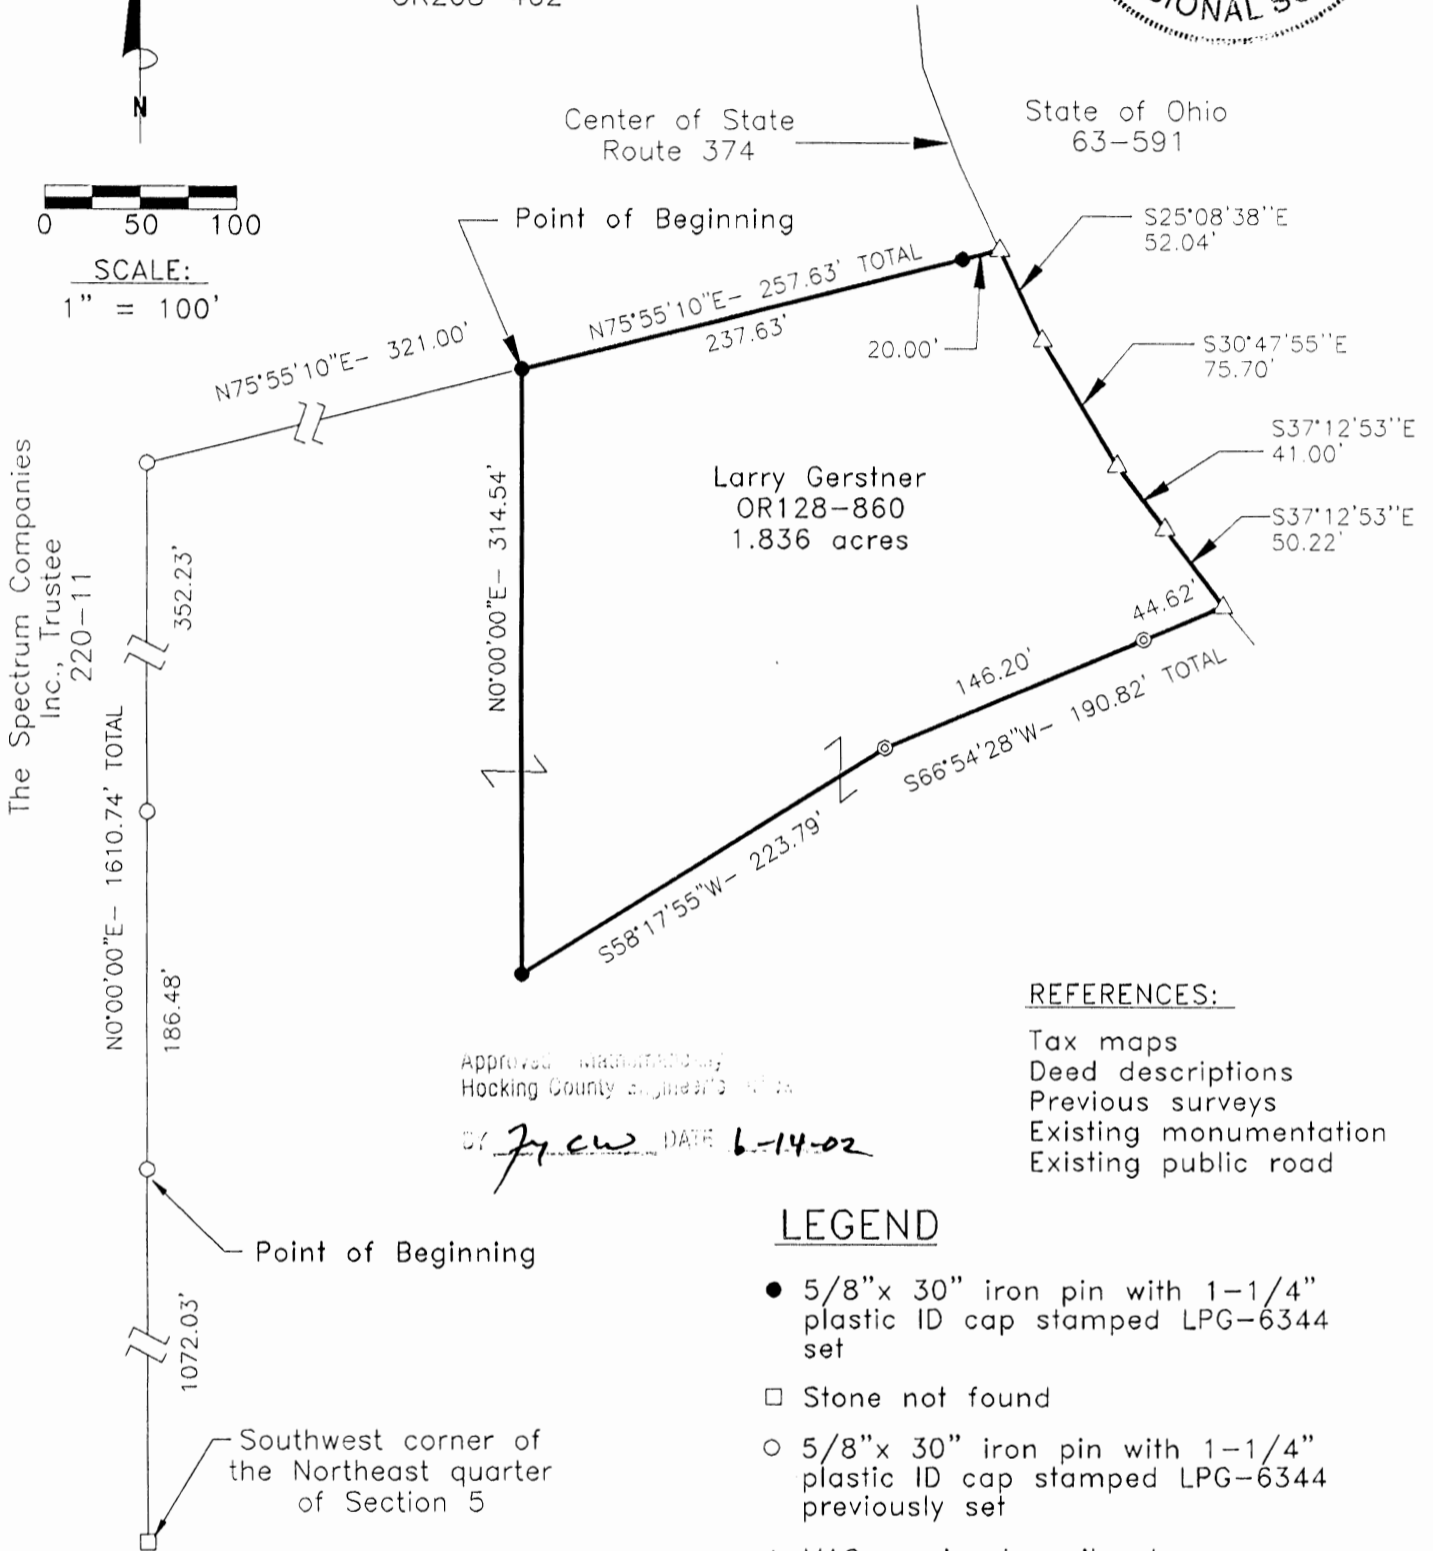 N
0 50 100
SCALE:
1" = 100'
Center of State
Route 374
State of Ohio
63-591
Point of Beginning
S25°08'38"E
52.04'
N75°55'10"E- 257.63' TOTAL
237.63'
20.00'
S30°47'55"E
75.70'
N75°55'10"E- 321.00'
S37°12'53"E
41.00'
S37°12'53"E
50.22'
Larry Gerstner
OR128-860
1.836 acres
N0°00'00"E- 314.54'
The Spectrum Companies
Inc., Trustee
220-11
352.23'
N0°00'00"E- 1610.74' TOTAL
186.48'
44.62'
146.20'
S66°54'28"W- 190.82' TOTAL
S58°17'55"W- 223.79'
REFERENCES:
Tax maps
Deed descriptions
Previous surveys
Existing monumentation
Existing public road
Approved Mathematically
Hocking County Engineer's
BY DATE 6-14-02
Point of Beginning
1072.03'
Southwest corner of
the Northeast quarter
of Section 5
LEGEND
5/8"x 30" iron pin with 1-1/4"
plastic ID cap stamped LPG-6344
set
Stone not found
5/8"x 30" iron pin with 1-1/4"
plastic ID cap stamped LPG-6344
previously set